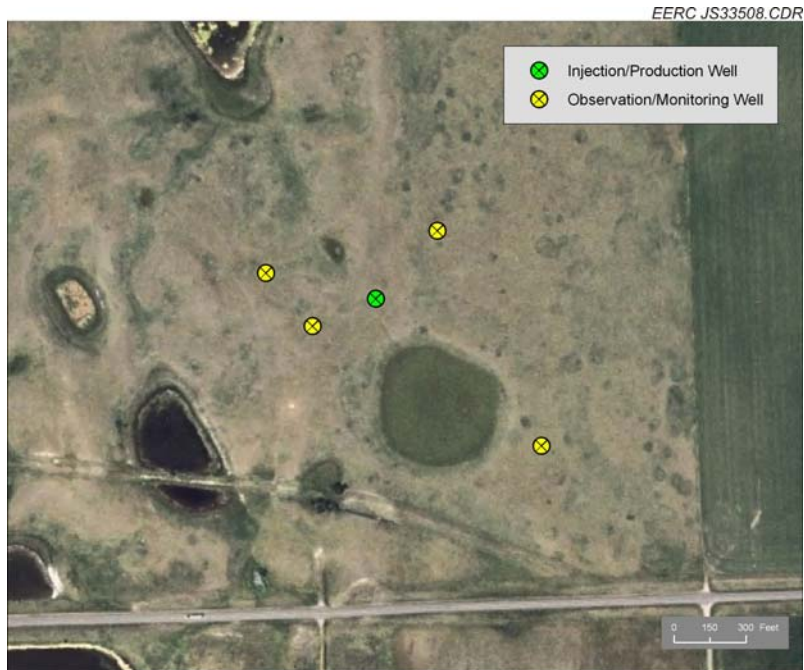 EERC JS33508.CDR
Injection/Production Well
Observation/Monitoring Well
0 150 300 Feet